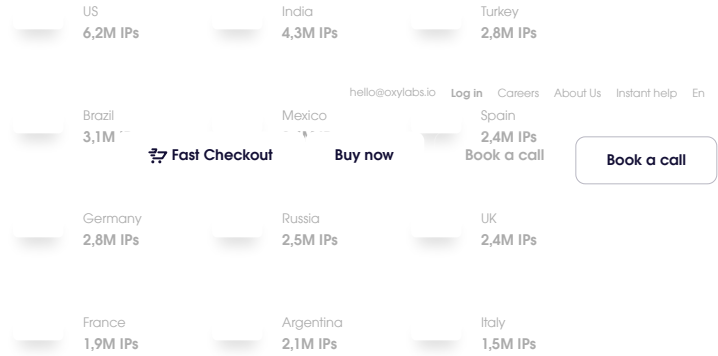 US India Turkey
6,2M IPs 4,3M IPs 2,8M IPs
hello@oxylabs.io Log in Careers About Us Instant help En
Brazil Mexico Spain
3,1M 2,4M IPs
Fast Checkout Buy now Book a call Book a call
Germany Russia UK
2,8M IPs 2,5M IPs 2,4M IPs
France Argentina Italy
1,9M IPs 2,1M IPs 1,5M IPs